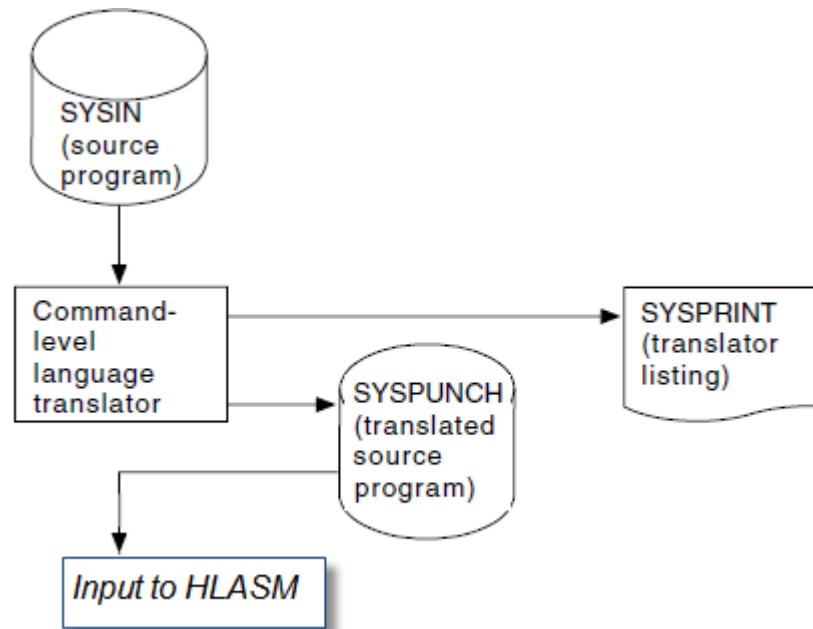 SYSIN
(source
program)
Command-
level
language
translator
SYSPRINT
(translator
listing)
SYSPUNCH
(translated
source
program)
Input to HLASM